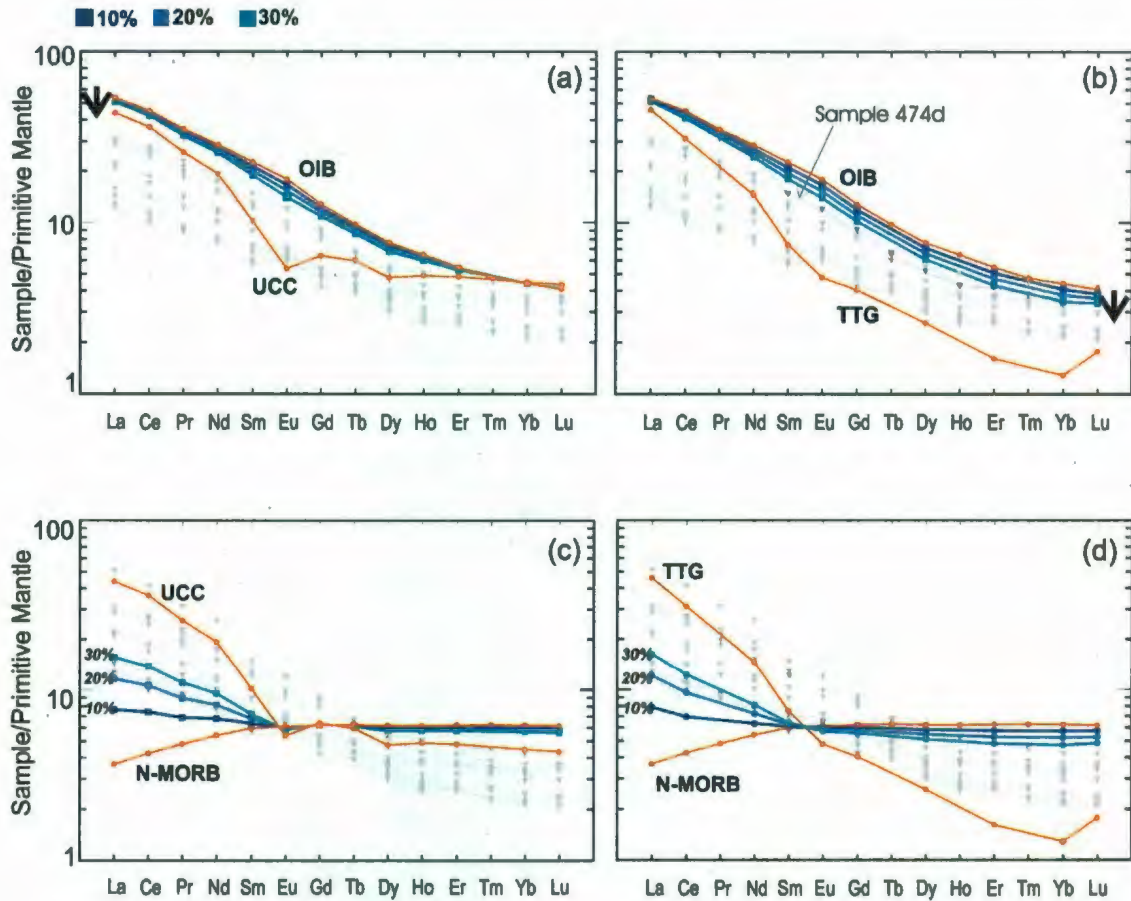 10% 20% 30%
100
10
1
Sample/Primitive Mantle
(a)
OIB
UCC
La Ce Pr Nd Sm Eu Gd Tb Dy Ho Er Tm Yb Lu
(b)
Sample 474d
OIB
TTG
La Ce Pr Nd Sm Eu Gd Tb Dy Ho Er Tm Yb Lu
100
10
1
Sample/Primitive Mantle
(c)
UCC
30%
20%
10%
N-MORB
La Ce Pr Nd Sm Eu Gd Tb Dy Ho Er Tm Yb Lu
(d)
TTG
30%
20%
10%
N-MORB
La Ce Pr Nd Sm Eu Gd Tb Dy Ho Er Tm Yb Lu